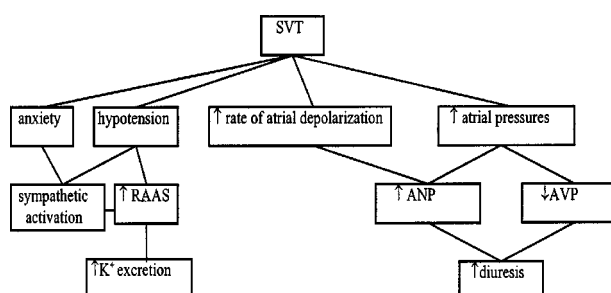 SVT
anxiety
hypotension
↑ rate of atrial depolarization
↑ atrial pressures
sympathetic
activation
↑ RAAS
↑ ANP
↓AVP
↑K⁺ excretion
↑diuresis